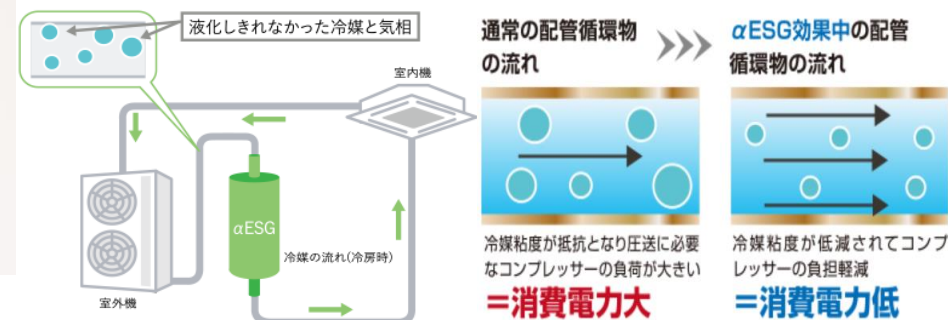 液化しきれなかった冷媒と気相
室内機
αESG
冷媒の流れ(冷房時)
室外機
通常の配管循環物
の流れ
αESG効果中の配管
循環物の流れ
冷媒粘度が抵抗となり圧送に必要
なコンプレッサーの負荷が大きい
＝消費電力大
冷媒粘度が低減されてコンプ
レッサーの負担軽減
＝消費電力低